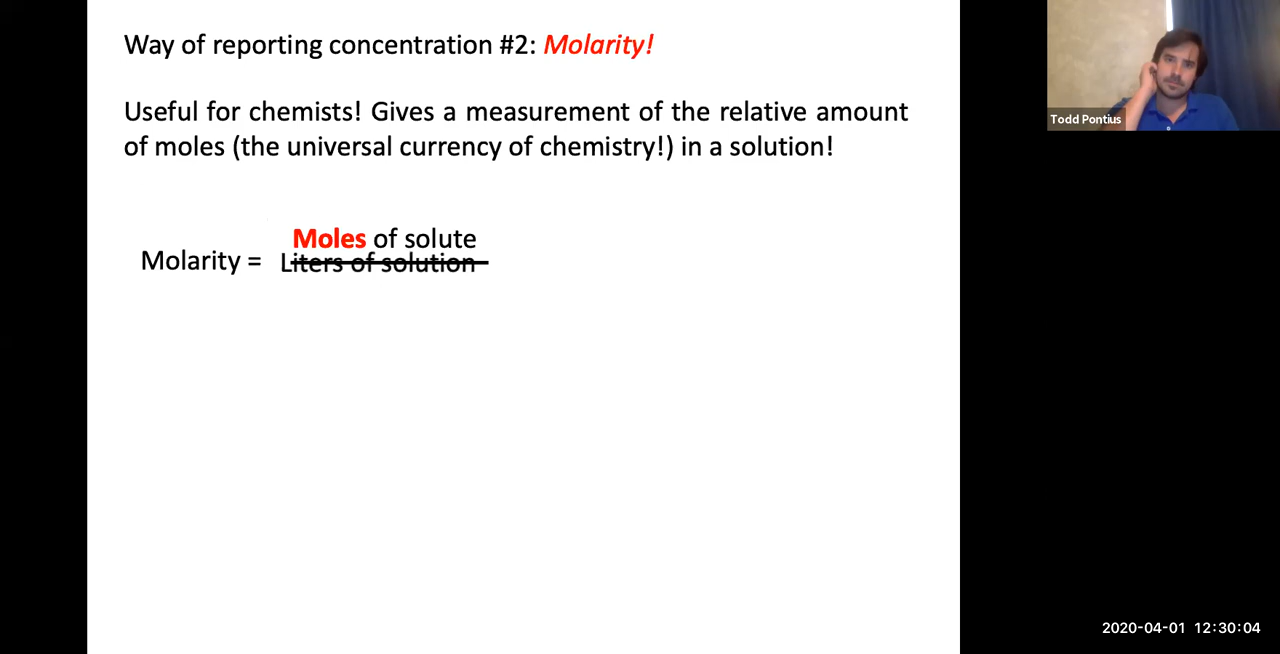 Way of reporting concentration #2: Molarity!
Useful for chemists! Gives a measurement of the relative amount
of moles (the universal currency of chemistry!) in a solution!
Moles of solute
Molarity = Liters of solution
Todd Pontius
2020-04-01 12:30:04